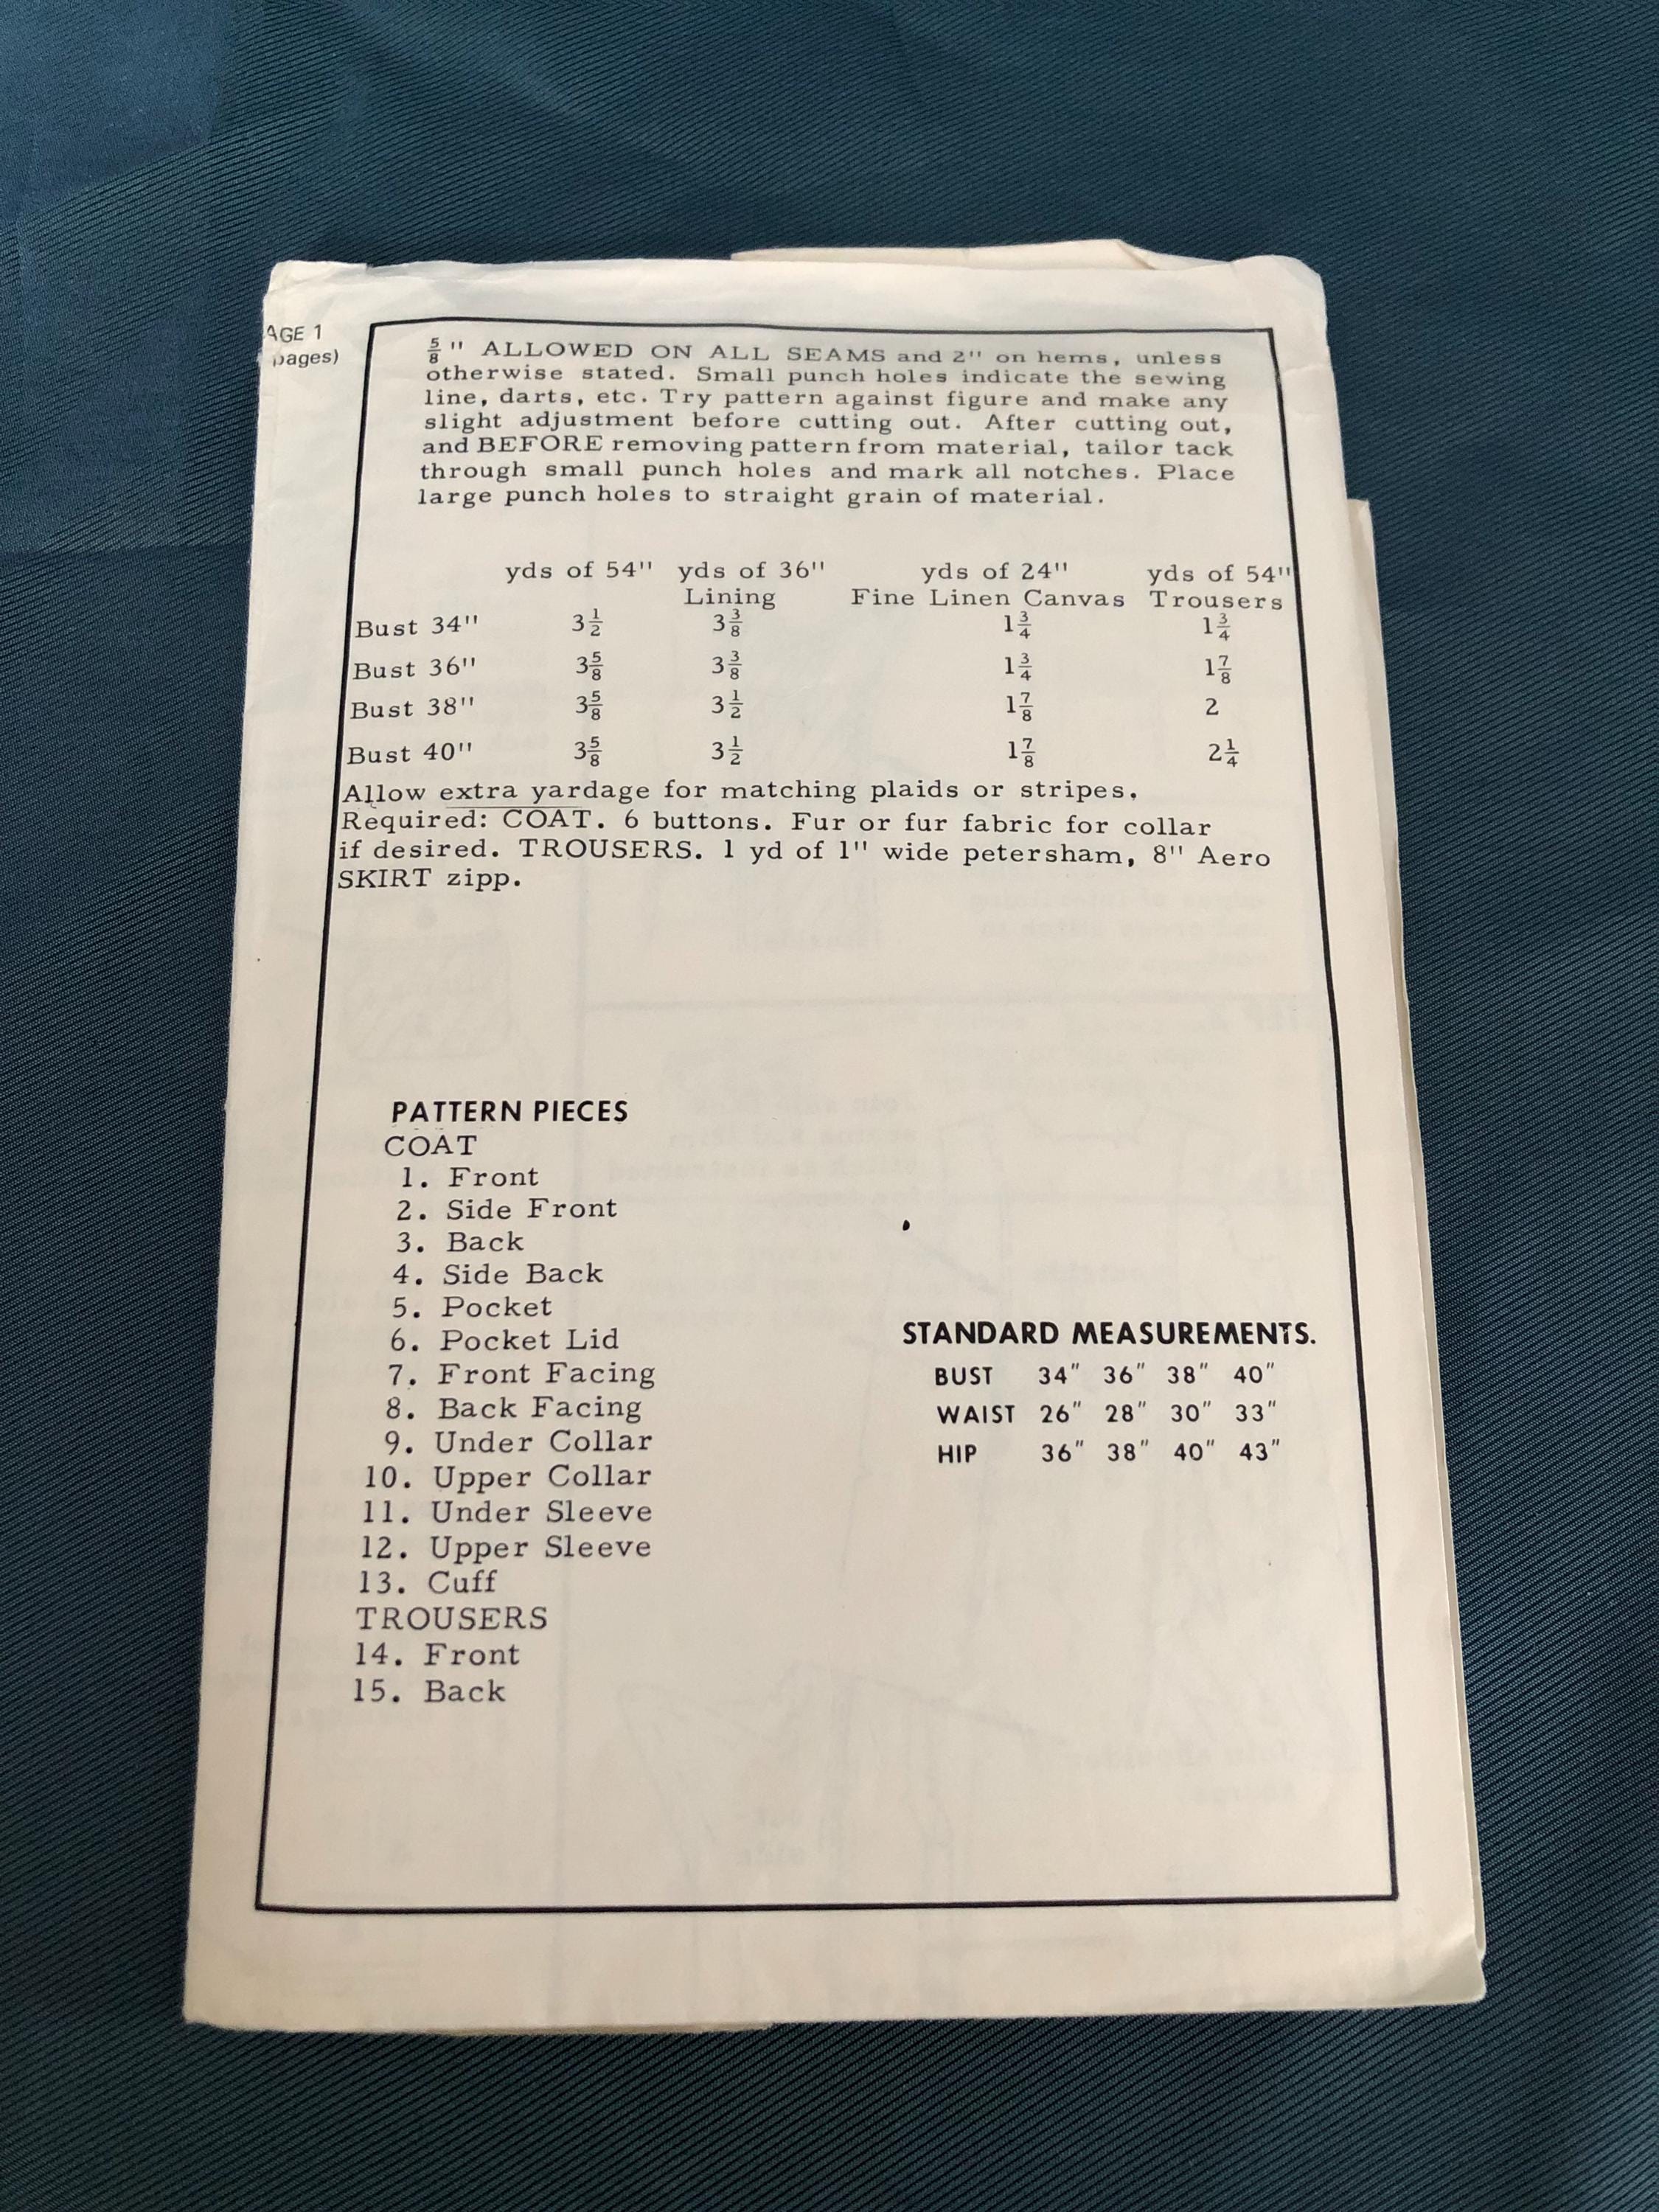 AGE 1
pages)
5/8" ALLOWED ON ALL SEAMS and 2" on hems, unless
otherwise stated. Small punch holes indicate the sewing
line, darts, etc. Try pattern against figure and make any
slight adjustment before cutting out. After cutting out,
and BEFORE removing pattern from material, tailor tack
through small punch holes and mark all notches. Place
large punch holes to straight grain of material.
yds of 54" yds of 36" yds of 24" yds of 54"
Lining Fine Linen Canvas Trousers
Bust 34" 3 1/2 3 3/8 1 3/4 1 3/4
Bust 36" 3 5/8 3 3/8 1 3/4 1 7/8
Bust 38" 3 5/8 3 1/2 1 7/8 2
Bust 40" 3 5/8 3 1/2 1 7/8 2 1/4
Allow extra yardage for matching plaids or stripes.
Required: COAT. 6 buttons. Fur or fur fabric for collar
if desired. TROUSERS. 1 yd of 1" wide petersham, 8" Aero
SKIRT zipp.
PATTERN PIECES
COAT
1. Front
2. Side Front
3. Back
4. Side Back
5. Pocket
6. Pocket Lid
7. Front Facing
8. Back Facing
9. Under Collar
10. Upper Collar
11. Under Sleeve
12. Upper Sleeve
13. Cuff
TROUSERS
14. Front
15. Back
STANDARD MEASUREMENTS.
BUST 34" 36" 38" 40"
WAIST 26" 28" 30" 33"
HIP 36" 38" 40" 43"